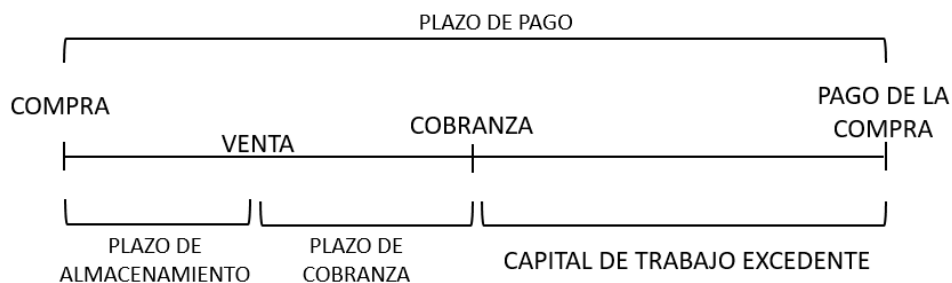 PLAZO DE PAGO
COMPRA
VENTA
COBRANZA
PAGO DE LA
COMPRA
PLAZO DE
ALMACENAMIENTO
PLAZO DE
COBRANZA
CAPITAL DE TRABAJO EXCEDENTE